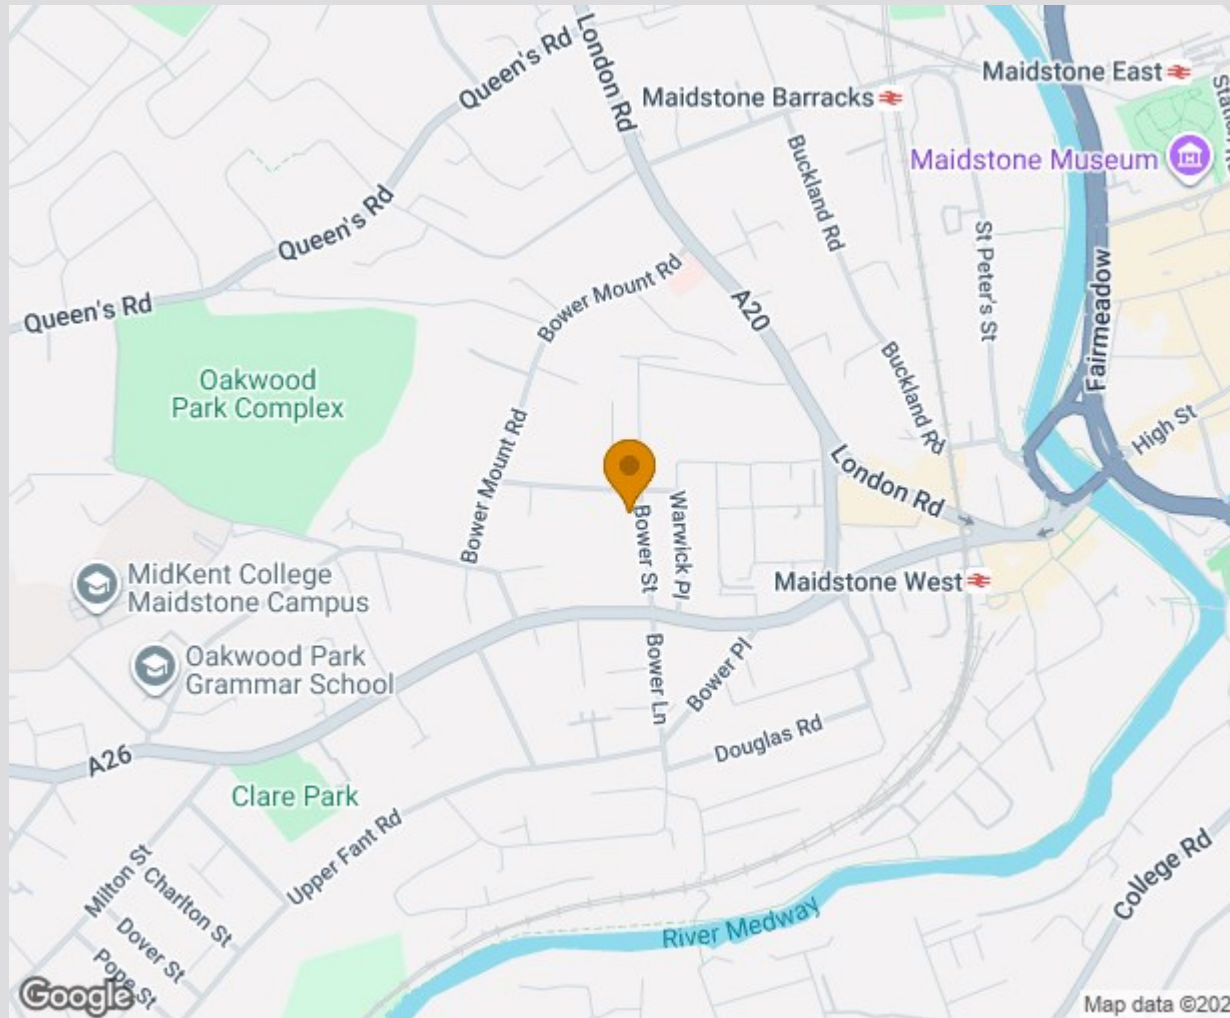 Queen's Rd
London Rd
Maidstone East
Maidstone Barracks
Maidstone Museum
Buckland Rd
Queen's Rd
St Peter's St
Bower Mount Rd
Fairmeadow
A20
Queen's Rd
Oakwood
Park Complex
Buckland Rd
High St
Bower Mount Rd
London Rd
Warwick Pl
Bower St
MidKent College
Maidstone Campus
Maidstone West
Oakwood Park
Grammar School
Bower Ln
Bower Pl
Douglas Rd
A26
Clare Park
Upper Fant Rd
Milton St
Charlton St
College Rd
Dover St
River Medway
Pope St
Google
Map data ©202